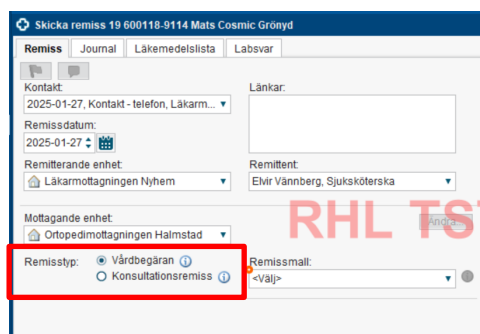 Skicka remiss 19 600118-9114 Mats Cosmic Grönyd
Remiss Journal Läkemedelslista Labsvar
Kontakt: Länkar:
2025-01-27, Kontakt - telefon, Läkarm...
Remissdatum:
2025-01-27
Remitterande enhet: Remittent:
Läkarmottagningen Nyhem Elvir Vännberg, Sjuksköterska
Mottagande enhet: RHL TS Ändra
Ortopedimottagningen Halmstad
Remisstyp: Vårdbegäran Remissmall:
Konsultationsremiss <Välj>